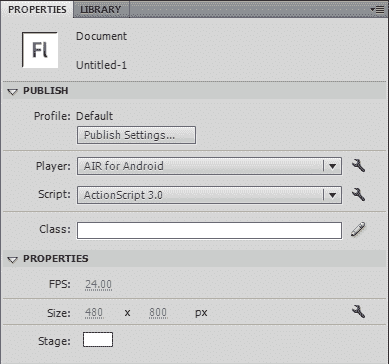 PROPERTIES LIBRARY
Fl
Document
Untitled-1
PUBLISH
Profile: Default
Publish Settings...
Player: AIR for Android
Script: ActionScript 3.0
Class:
PROPERTIES
FPS: 24.00
Size: 480 x 800 px
Stage: